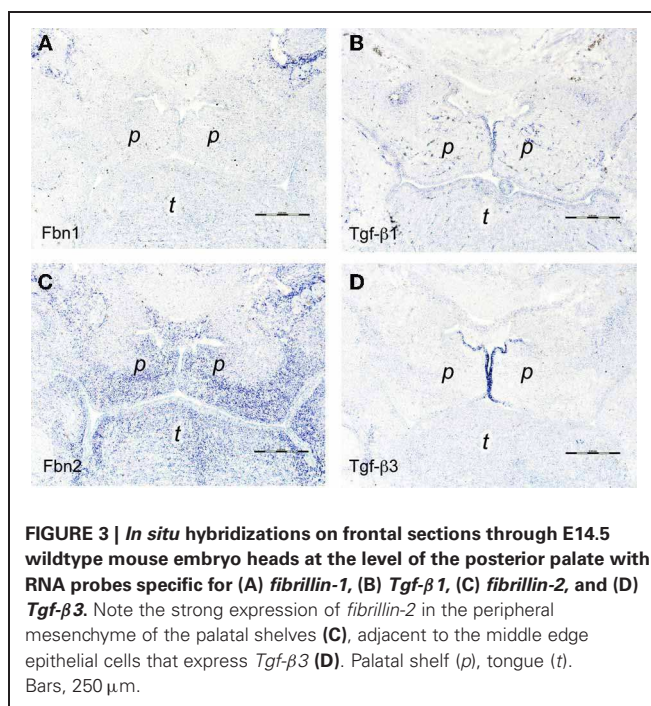 A
B
p
p
p
p
t
t
Fbn1
Tgf-β1
C
D
p
p
p
p
t
t
Fbn2
Tgf-β3
FIGURE 3 | In situ hybridizations on frontal sections through E14.5
wildtype mouse embryo heads at the level of the posterior palate with
RNA probes specific for (A) fibrillin-1, (B) Tgf-β1, (C) fibrillin-2, and (D)
Tgf-β3. Note the strong expression of fibrillin-2 in the peripheral
mesenchyme of the palatal shelves (C), adjacent to the middle edge
epithelial cells that express Tgf-β3 (D). Palatal shelf (p), tongue (t).
Bars, 250 μm.